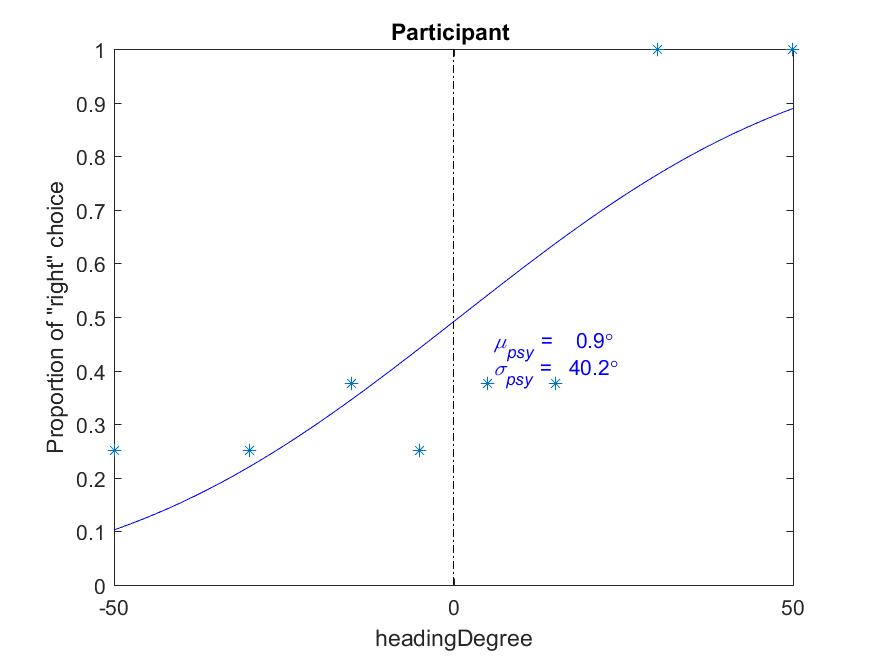 Participant
1
0.9
0.8
0.7
0.6
0.5
0.4
0.3
0.2
0.1
0
Proportion of "right" choice
μpsy = 0.9°
σpsy = 40.2°
-50 0 50
headingDegree